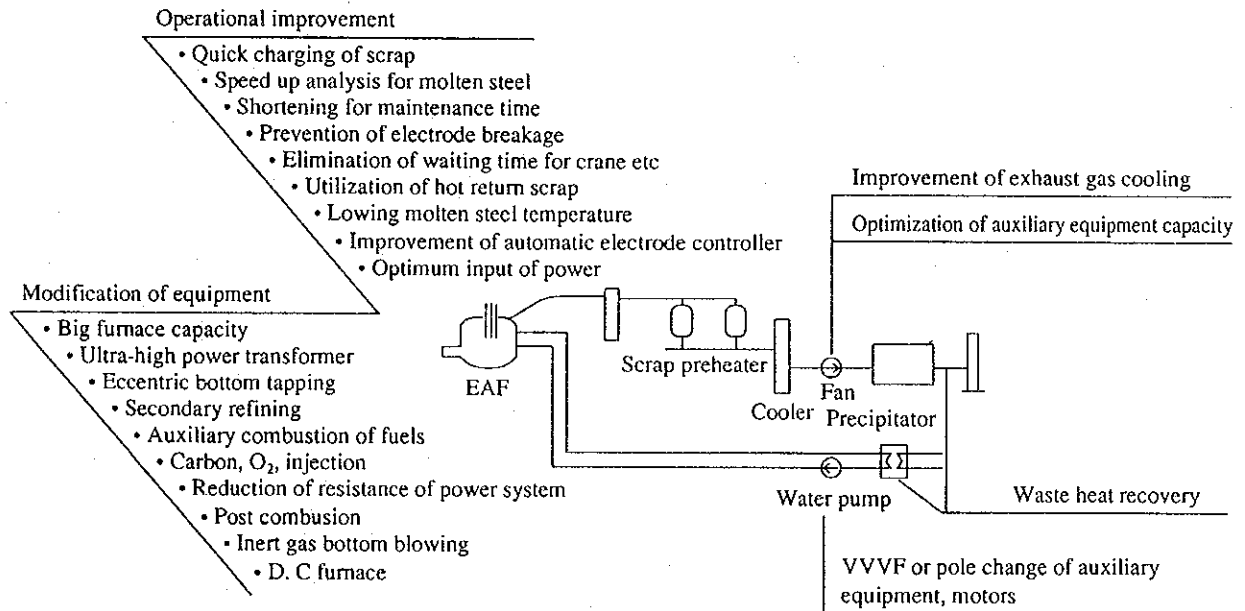 Operational improvement
• Quick charging of scrap
• Speed up analysis for molten steel
• Shortening for maintenance time
• Prevention of electrode breakage
• Elimination of waiting time for crane etc
• Utilization of hot return scrap
• Lowing molten steel temperature
• Improvement of automatic electrode controller
• Optimum input of power
Modification of equipment
• Big furnace capacity
• Ultra-high power transformer
• Eccentric bottom tapping
• Secondary refining
• Auxiliary combustion of fuels
• Carbon, O₂, injection
• Reduction of resistance of power system
• Post combusion
• Inert gas bottom blowing
• D. C furnace
EAF
Scrap preheater
Cooler
Fan
Precipitator
Improvement of exhaust gas cooling
Optimization of auxiliary equipment capacity
Water pump
Waste heat recovery
VVVF or pole change of auxiliary
equipment, motors